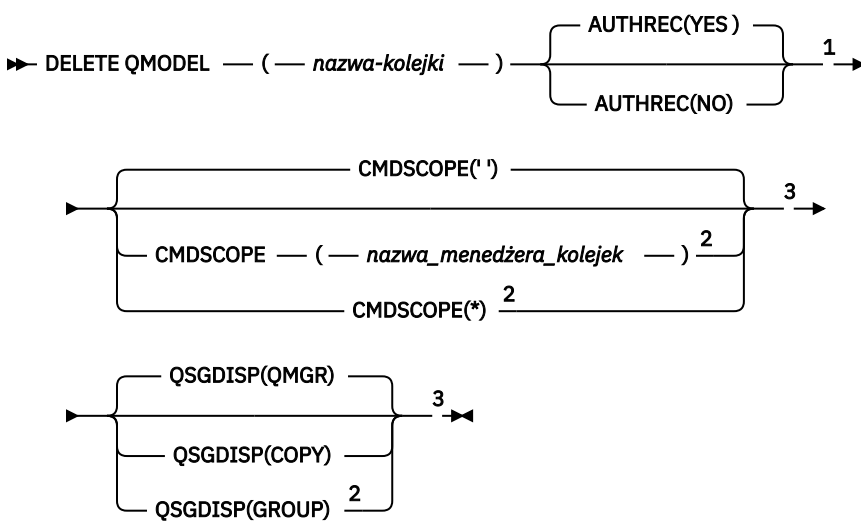 AUTHREC(YES )
DELETE QMODEL ( nazwa-kolejki ) 1
AUTHREC(NO)
CMDSCOPE(' ')
3
CMDSCOPE ( nazwa_menedżera_kolejek ) 2
CMDSCOPE(*) 2
QSGDISP(QMGR)
3
QSGDISP(COPY)
QSGDISP(GROUP) 2